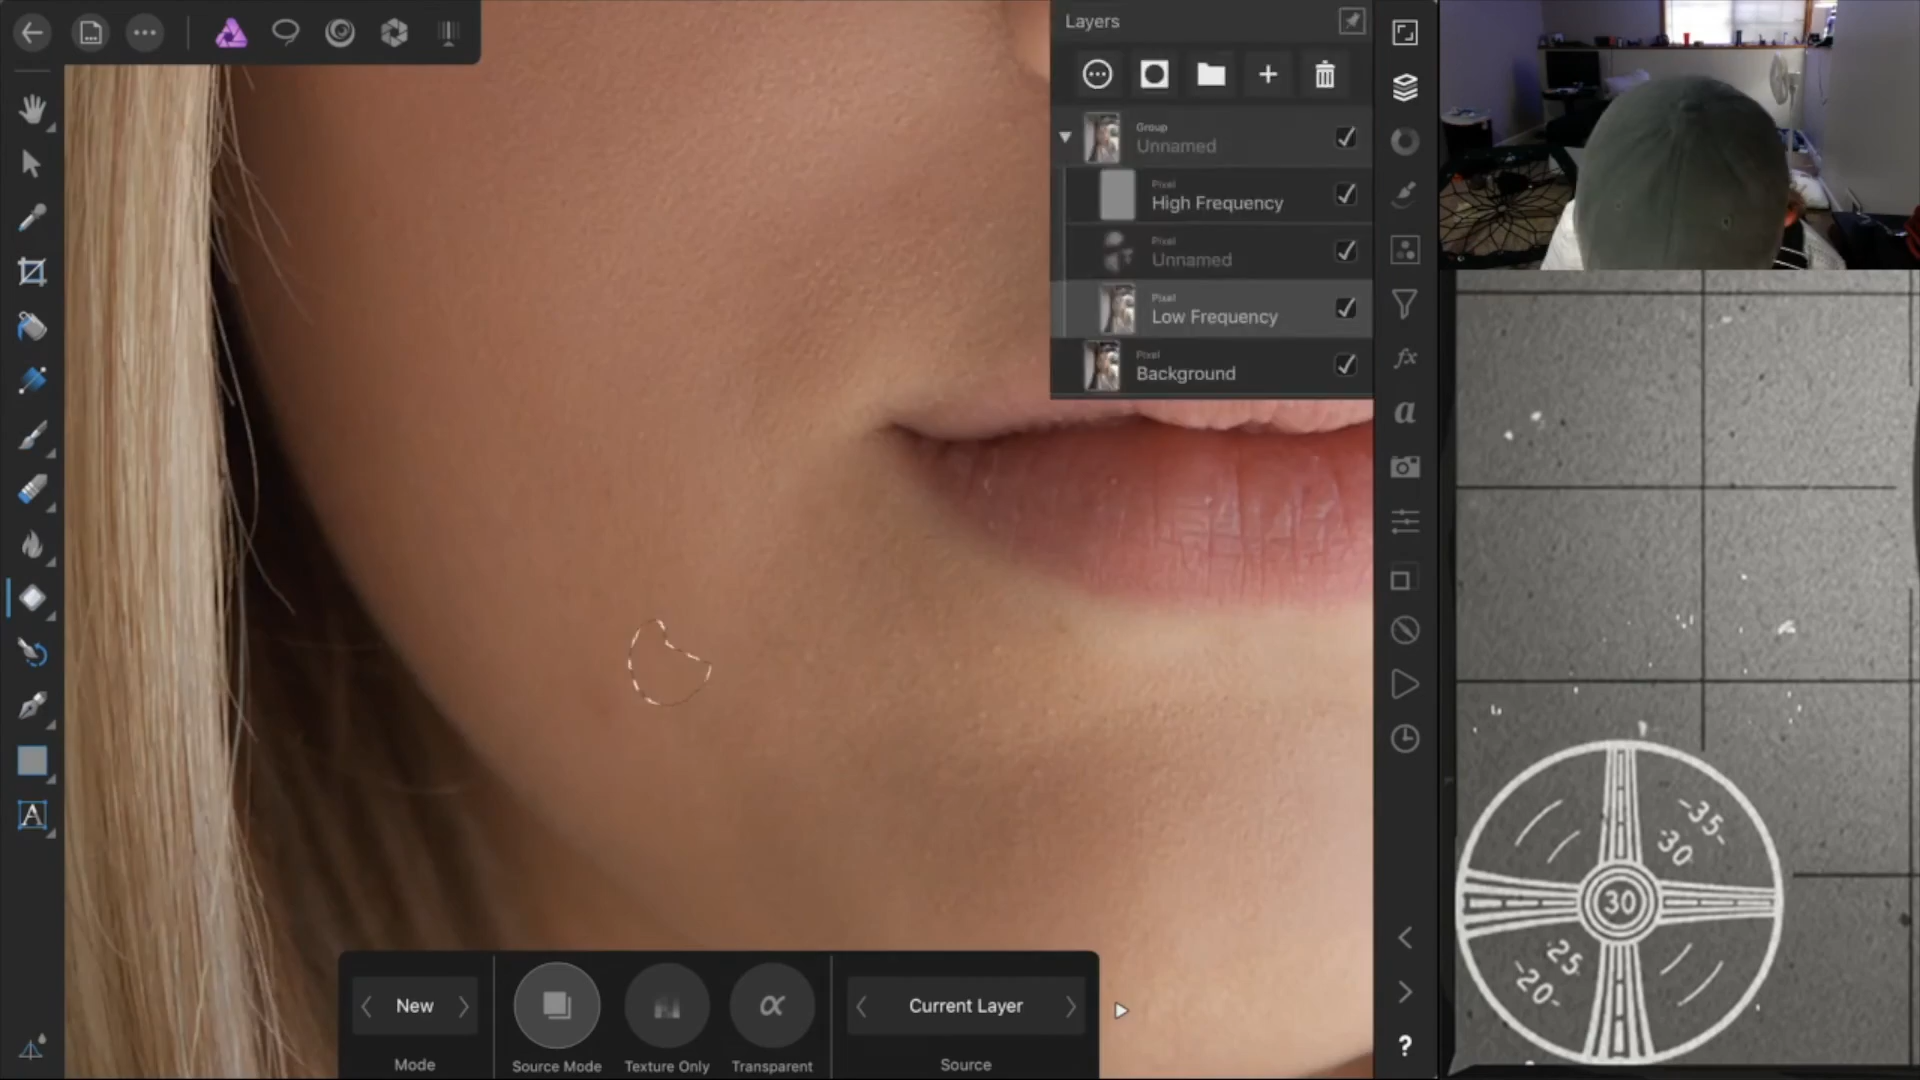 Layers
Group
Unnamed
Pixel
High Frequency
Pixel
Unnamed
Pixel
Low Frequency
Pixel
Background
fx
a
A
?
New
Mode
Source Mode
Texture Only
α
Transparent
Current Layer
Source
-35-
30
30
25
-20-